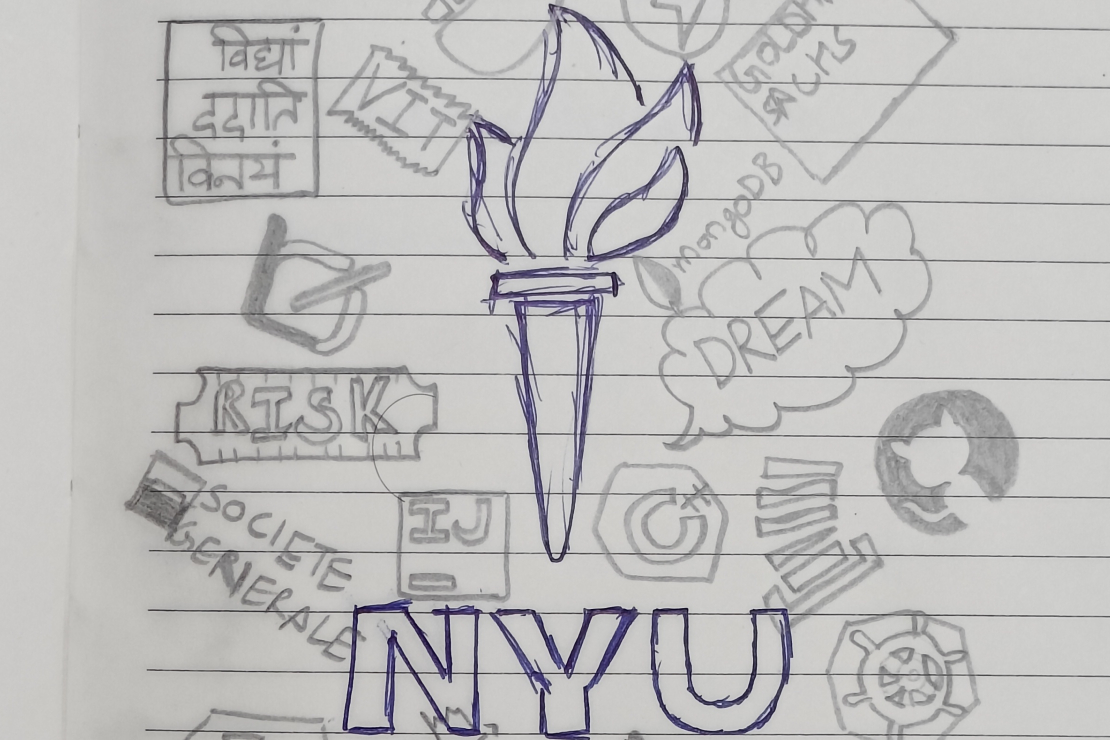 विद्यां
ददाति
विनयं
VIT
GOLDMAN
SACHS
mongoDB
DREAM
RISK
SOCIETE
GENERALE
IJ
C++
NYU